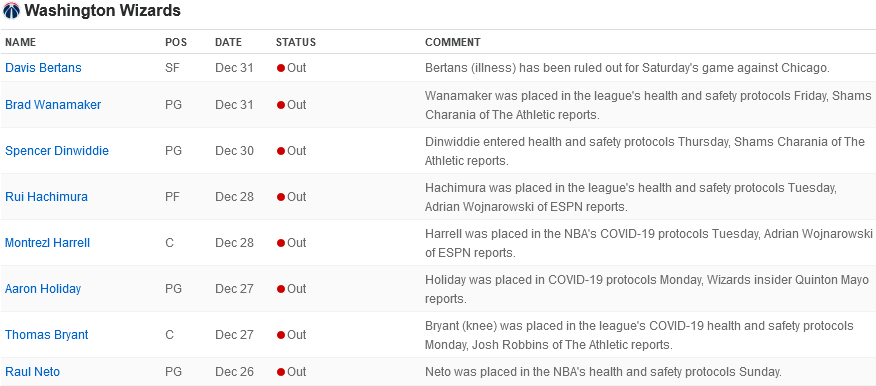 Washington Wizards
NAME POS DATE STATUS COMMENT
Davis Bertans SF Dec 31 Out Bertans (illness) has been ruled out for Saturday's game against Chicago.
Brad Wanamaker PG Dec 31 Out Wanamaker was placed in the league's health and safety protocols Friday, Shams
Charania of The Athletic reports.
Spencer Dinwiddie PG Dec 30 Out Dinwiddie entered health and safety protocols Thursday, Shams Charania of The
Athletic reports.
Rui Hachimura PF Dec 28 Out Hachimura was placed in the league's health and safety protocols Tuesday,
Adrian Wojnarowski of ESPN reports.
Montrezl Harrell C Dec 28 Out Harrell was placed in the NBA's COVID-19 protocols Tuesday, Adrian Wojnarowski
of ESPN reports.
Aaron Holiday PG Dec 27 Out Holiday was placed in COVID-19 protocols Monday, Wizards insider Quinton Mayo
reports.
Thomas Bryant C Dec 27 Out Bryant (knee) was placed in the league's COVID-19 health and safety protocols
Monday, Josh Robbins of The Athletic reports.
Raul Neto PG Dec 26 Out Neto was placed in the NBA's health and safety protocols Sunday.